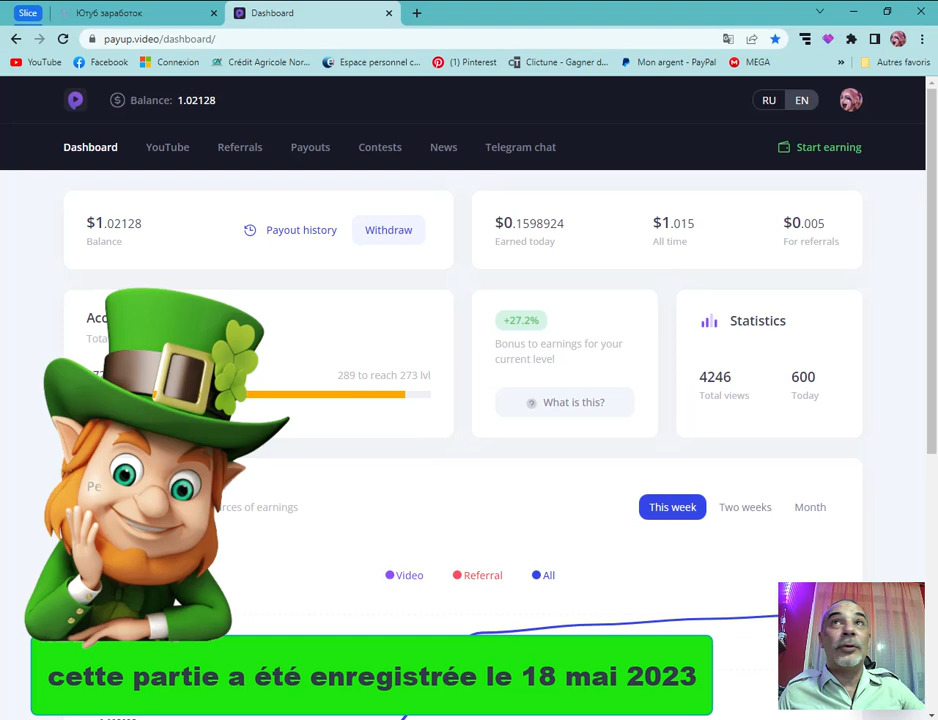 Slice
Ютуб заработок
Dashboard
payup.video/dashboard/
YouTube
Facebook
Connexion
Crédit Agricole Nor...
Espace personnel c...
(1) Pinterest
Clictune - Gagner d...
Mon argent - PayPal
MEGA
»
Autres favoris
Balance: 1.02128
RU
EN
Dashboard
YouTube
Referrals
Payouts
Contests
News
Telegram chat
Start earning
$1.02128
Balance
Payout history
Withdraw
$0.1598924
Earned today
$1.015
All time
$0.005
For referrals
Acc
Tota
289 to reach 273 lvl
+27.2%
Bonus to earnings for your
current level
What is this?
Statistics
4246
Total views
600
Today
Pe
rces of earnings
This week
Two weeks
Month
Video
Referral
All
cette partie a été enregistrée le 18 mai 2023